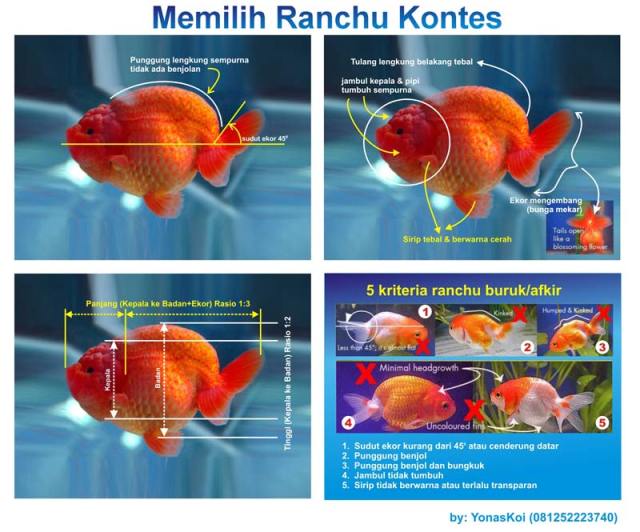 Memilih Ranchu Kontes
Punggung lengkung sempurna
tidak ada benjolan
sudut ekor 45°
Tulang lengkung belakang tebal
jambul kepala & pipi
tumbuh sempurna
Ekor mengembang
(bunga mekar)
Tails open
like a
blossoming flower
Sirip tebal & berwarna cerah
Panjang (Kepala ke Badan+Ekor) Rasio 1:3
Kepala
Badan
Tinggi (Kepala ke Badan) Rasio 1:2
5 kriteria ranchu buruk/afkir
1
Less than 45°, it's almost flat
Kinked
2
Humped & Kinked
3
Minimal headgrowth
4
Uncoloured fins
5
1. Sudut ekor kurang dari 45° atau cenderung datar
2. Punggung benjol
3. Punggung benjol dan bungkuk
4. Jambul tidak tumbuh
5. Sirip tidak berwarna atau terlalu transparan
by: YonasKoi (081252223740)